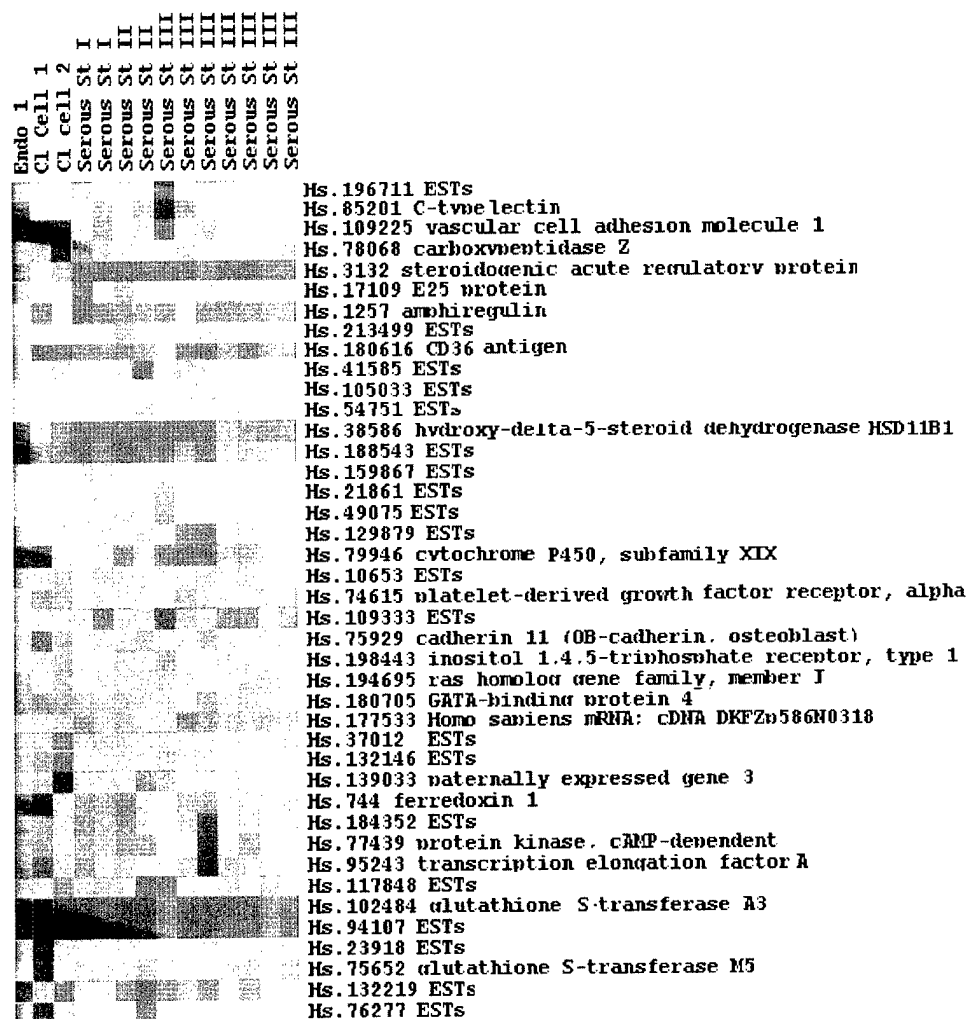 Endo 1
Cl Cell 1
Cl cell 2
Serous St I
Serous St I
Serous St II
Serous St II
Serous St III
Serous St III
Serous St III
Serous St III
Serous St III
Serous St III
Serous St III
Hs.196711 ESTs
Hs.85201 C-type lectin
Hs.109225 vascular cell adhesion molecule 1
Hs.78068 carboxypeptidase Z
Hs.3132 steroidogenic acute regulatory protein
Hs.17109 E25 protein
Hs.1257 amphiregulin
Hs.213499 ESTs
Hs.180616 CD36 antigen
Hs.41585 ESTs
Hs.105033 ESTs
Hs.54751 ESTs
Hs.38586 hydroxy-delta-5-steroid dehydrogenase HSD11B1
Hs.188543 ESTs
Hs.159867 ESTs
Hs.21861 ESTs
Hs.49075 ESTs
Hs.129879 ESTs
Hs.79946 cytochrome P450, subfamily XIX
Hs.10653 ESTs
Hs.74615 platelet-derived growth factor receptor, alpha
Hs.109333 ESTs
Hs.75929 cadherin 11 (OB-cadherin, osteoblast)
Hs.198443 inositol 1,4,5-triphosphate receptor, type 1
Hs.194695 ras homolog gene family, member I
Hs.180705 GATA-binding protein 4
Hs.177533 Homo sapiens mRNA; cDNA DKFZp586N0318
Hs.37012 ESTs
Hs.132146 ESTs
Hs.139033 paternally expressed gene 3
Hs.744 ferredoxin 1
Hs.184352 ESTs
Hs.77439 protein kinase, cAMP-dependent
Hs.95243 transcription elongation factor A
Hs.117848 ESTs
Hs.102484 glutathione S-transferase A3
Hs.94107 ESTs
Hs.23918 ESTs
Hs.75652 glutathione S-transferase M5
Hs.132219 ESTs
Hs.76277 ESTs